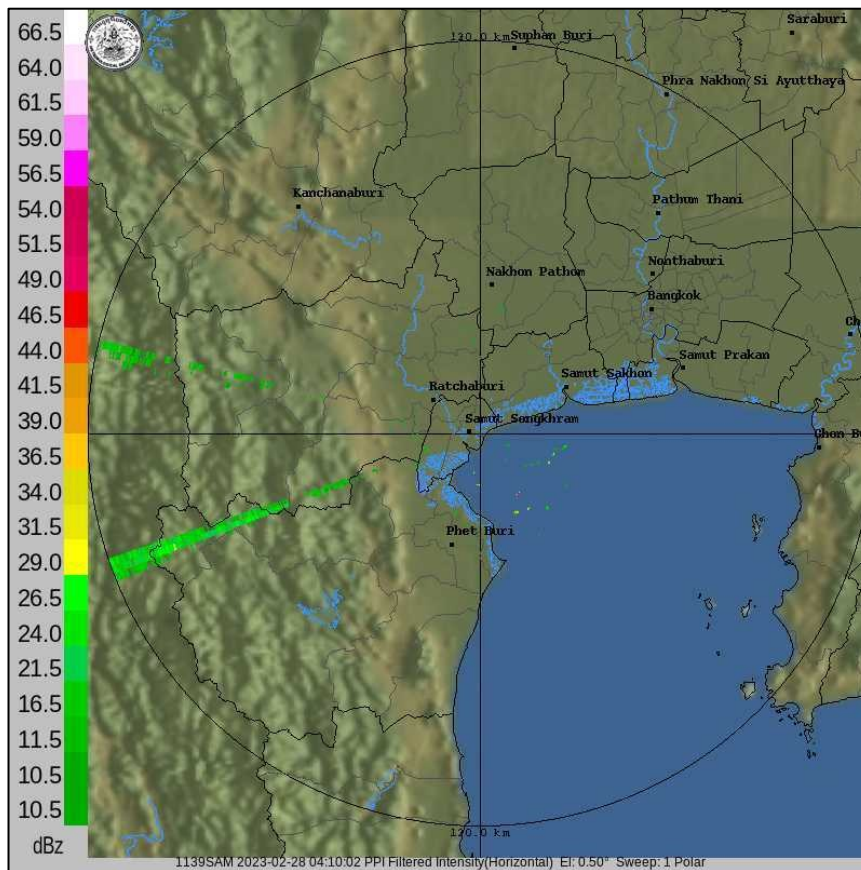 66.5
64.0
61.5
59.0
56.5
54.0
51.5
49.0
46.5
44.0
41.5
39.0
36.5
34.0
31.5
29.0
26.5
24.0
21.5
16.5
11.5
10.5
10.5
dBz
120.0 km
Suphan Buri
Saraburi
Phra Nakhon Si Ayutthaya
Kanchanaburi
Pathum Thani
Nakhon Pathom
Nonthaburi
Bangkok
Ch
Samut Prakan
Samut Sakhon
Ratchaburi
Samut Songkhram
Chon Bu
Phet Buri
120.0 km
1139SAM 2023-02-28 04:10:02 PPI Filtered Intensity(Horizontal) El: 0.50° Sweep: 1 Polar